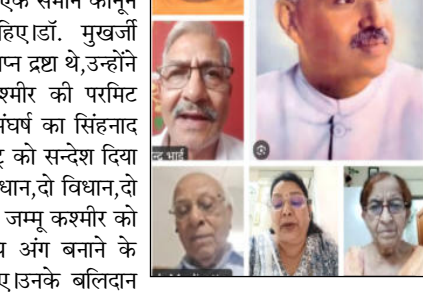 एक समान कानून
हिए।डॉ. मुखर्जी
प्न द्रष्टा थे,उन्होंने
श्मीर की परमिट
संघर्ष का सिंहनाद
ट्र को सन्देश दिया
धान,दो विधान,दो
जम्मू कश्मीर को
य अंग बनाने के
ए।उनके बलिदान
न्द्र भाई